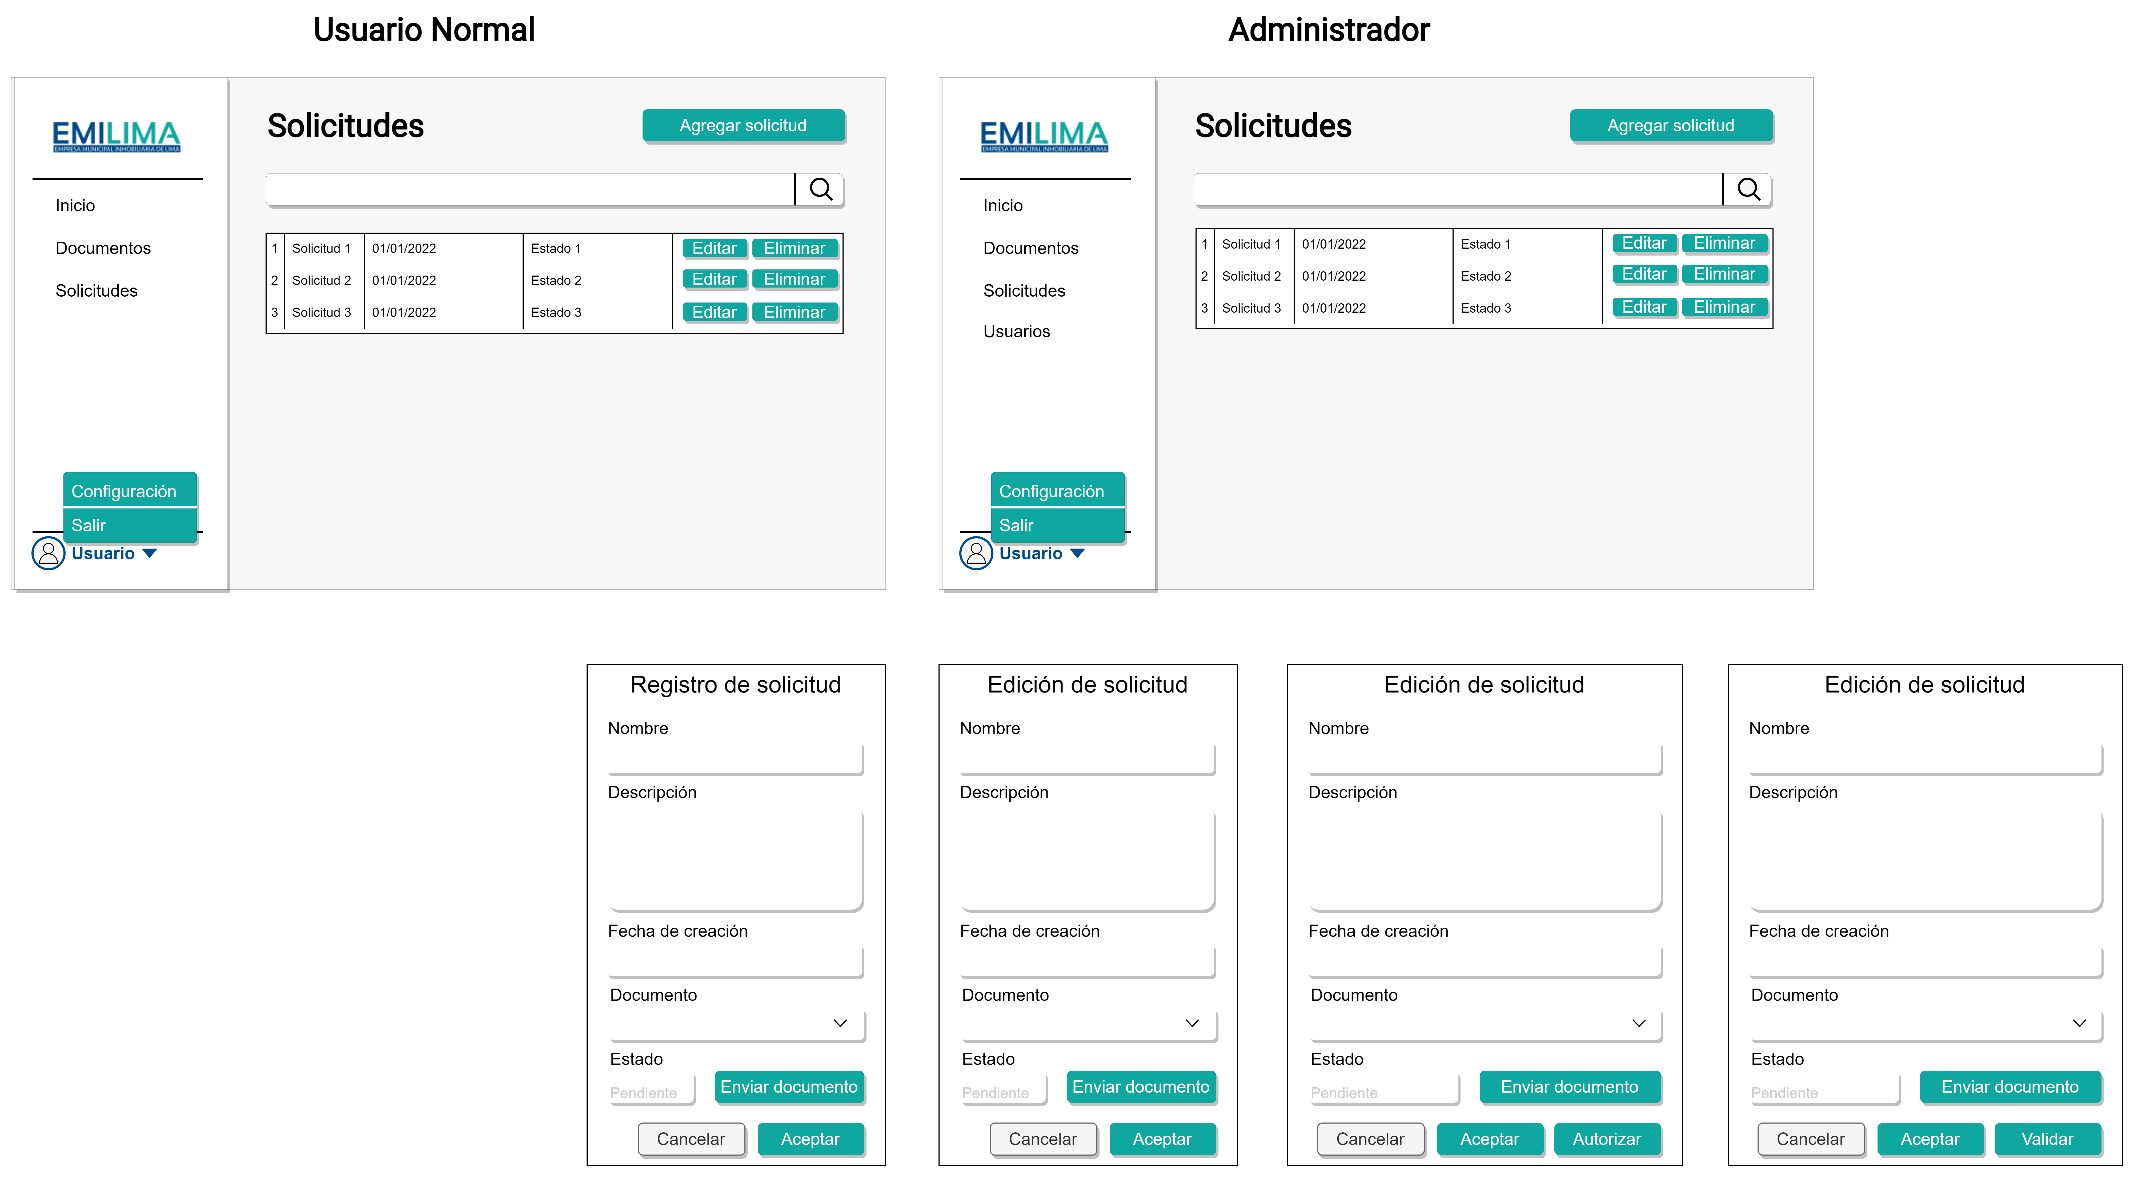 Usuario Normal
EMILIMA
EMPRESA MUNICIPAL INMOBILIARIA DE LIMA
Inicio
Documentos
Solicitudes
Configuración
Salir
Usuario
Solicitudes
Agregar solicitud
1 Solicitud 1 01/01/2022 Estado 1 Editar Eliminar
2 Solicitud 2 01/01/2022 Estado 2 Editar Eliminar
3 Solicitud 3 01/01/2022 Estado 3 Editar Eliminar
Administrador
EMILIMA
EMPRESA MUNICIPAL INMOBILIARIA DE LIMA
Inicio
Documentos
Solicitudes
Usuarios
Configuración
Salir
Usuario
Solicitudes
Agregar solicitud
1 Solicitud 1 01/01/2022 Estado 1 Editar Eliminar
2 Solicitud 2 01/01/2022 Estado 2 Editar Eliminar
3 Solicitud 3 01/01/2022 Estado 3 Editar Eliminar
Registro de solicitud
Nombre
Descripción
Fecha de creación
Documento
Estado
Pendiente Enviar documento
Cancelar Aceptar
Edición de solicitud
Nombre
Descripción
Fecha de creación
Documento
Estado
Pendiente Enviar documento
Cancelar Aceptar
Edición de solicitud
Nombre
Descripción
Fecha de creación
Documento
Estado
Pendiente Enviar documento
Cancelar Aceptar Autorizar
Edición de solicitud
Nombre
Descripción
Fecha de creación
Documento
Estado
Pendiente Enviar documento
Cancelar Aceptar Validar